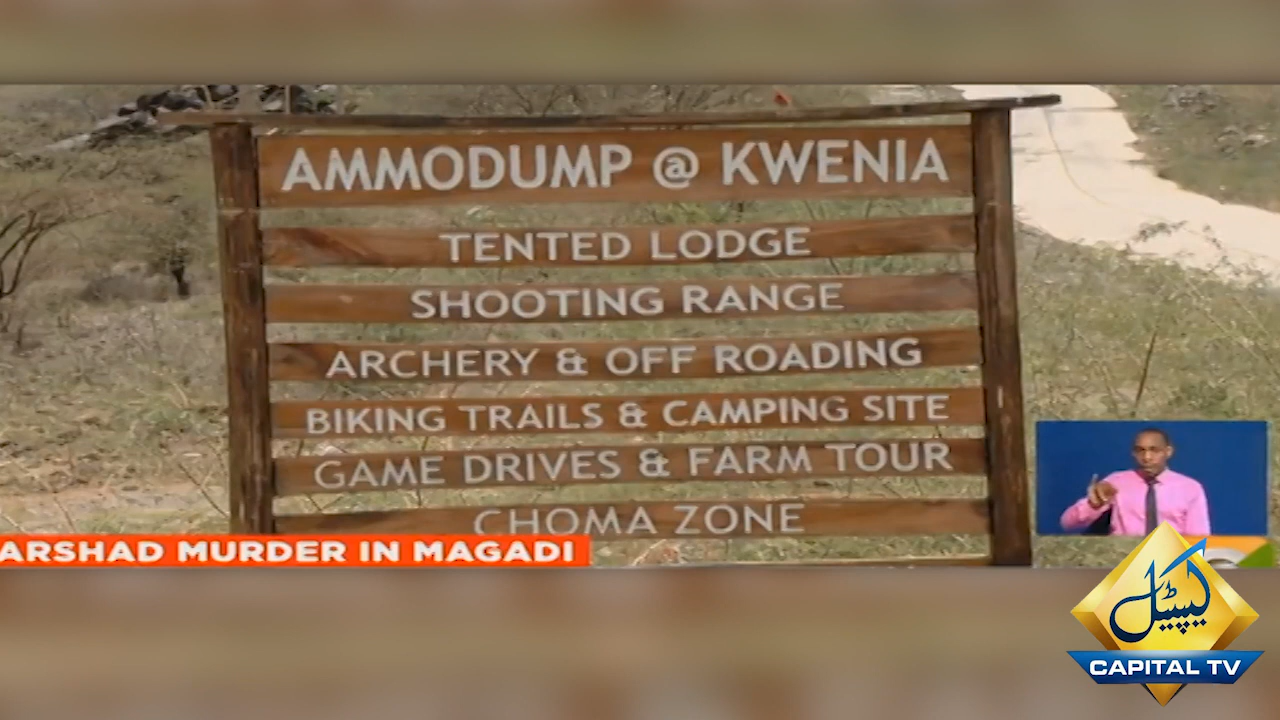 AMMODUMP @ KWENIA
TENTED LODGE
SHOOTING RANGE
ARCHERY & OFF ROADING
BIKING TRAILS & CAMPING SITE
GAME DRIVES & FARM TOUR
CHOMA ZONE
ARSHAD MURDER IN MAGADI
کیپیٹل
CAPITAL TV